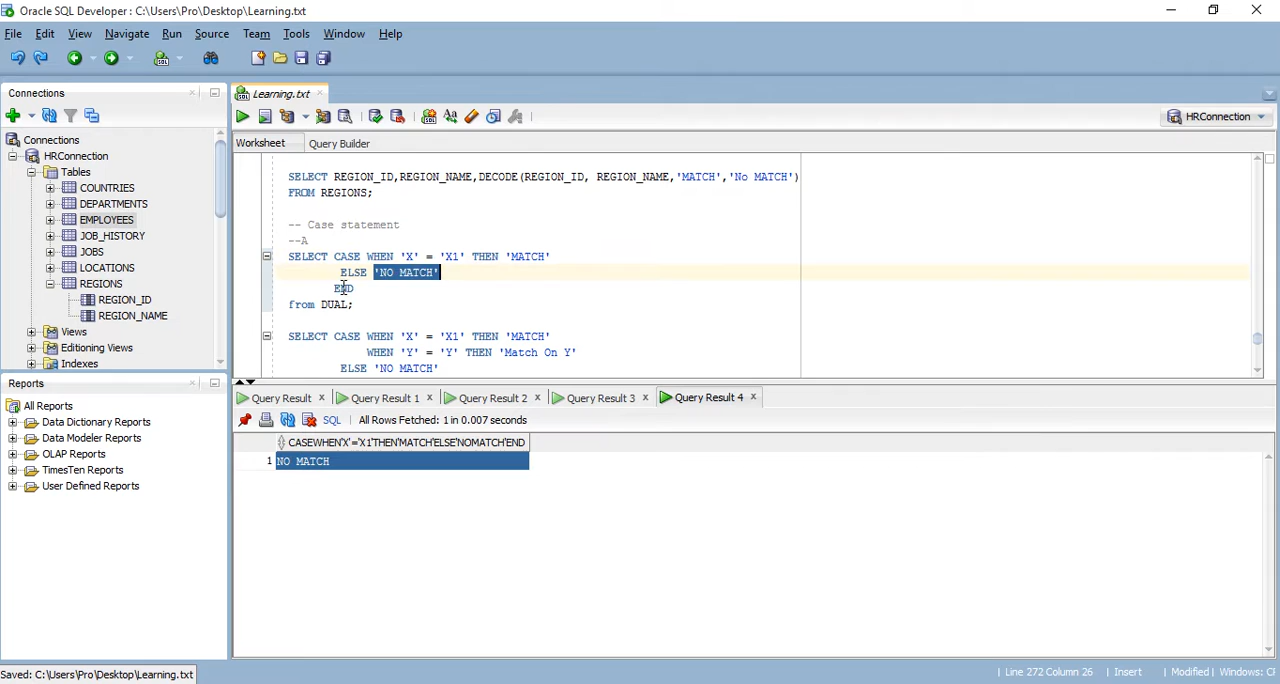 Oracle SQL Developer : C:\Users\Pro\Desktop\Learning.txt
File Edit View Navigate Run Source Team Tools Window Help
Connections
Learning.txt
HRConnection
Worksheet Query Builder
Connections
HRConnection
Tables
COUNTRIES
DEPARTMENTS
EMPLOYEES
JOB_HISTORY
JOBS
LOCATIONS
REGIONS
REGION_ID
REGION_NAME
Views
Editioning Views
Indexes
SELECT REGION_ID,REGION_NAME,DECODE(REGION_ID, REGION_NAME,'MATCH','No MATCH')
FROM REGIONS;
-- Case statement
--A
SELECT CASE WHEN 'X' = 'X1' THEN 'MATCH'
ELSE 'NO MATCH'
END
from DUAL;
SELECT CASE WHEN 'X' = 'X1' THEN 'MATCH'
WHEN 'Y' = 'Y' THEN 'Match On Y'
ELSE 'NO MATCH'
Reports
All Reports
Data Dictionary Reports
Data Modeler Reports
OLAP Reports
TimesTen Reports
User Defined Reports
Query Result Query Result 1 Query Result 2 Query Result 3 Query Result 4
SQL All Rows Fetched: 1 in 0.007 seconds
CASEWHEN'X'='X1'THEN'MATCH'ELSE'NOMATCH'END
1 NO MATCH
Saved: C:\Users\Pro\Desktop\Learning.txt
Line 272 Column 26 Insert Modified Windows: Cl